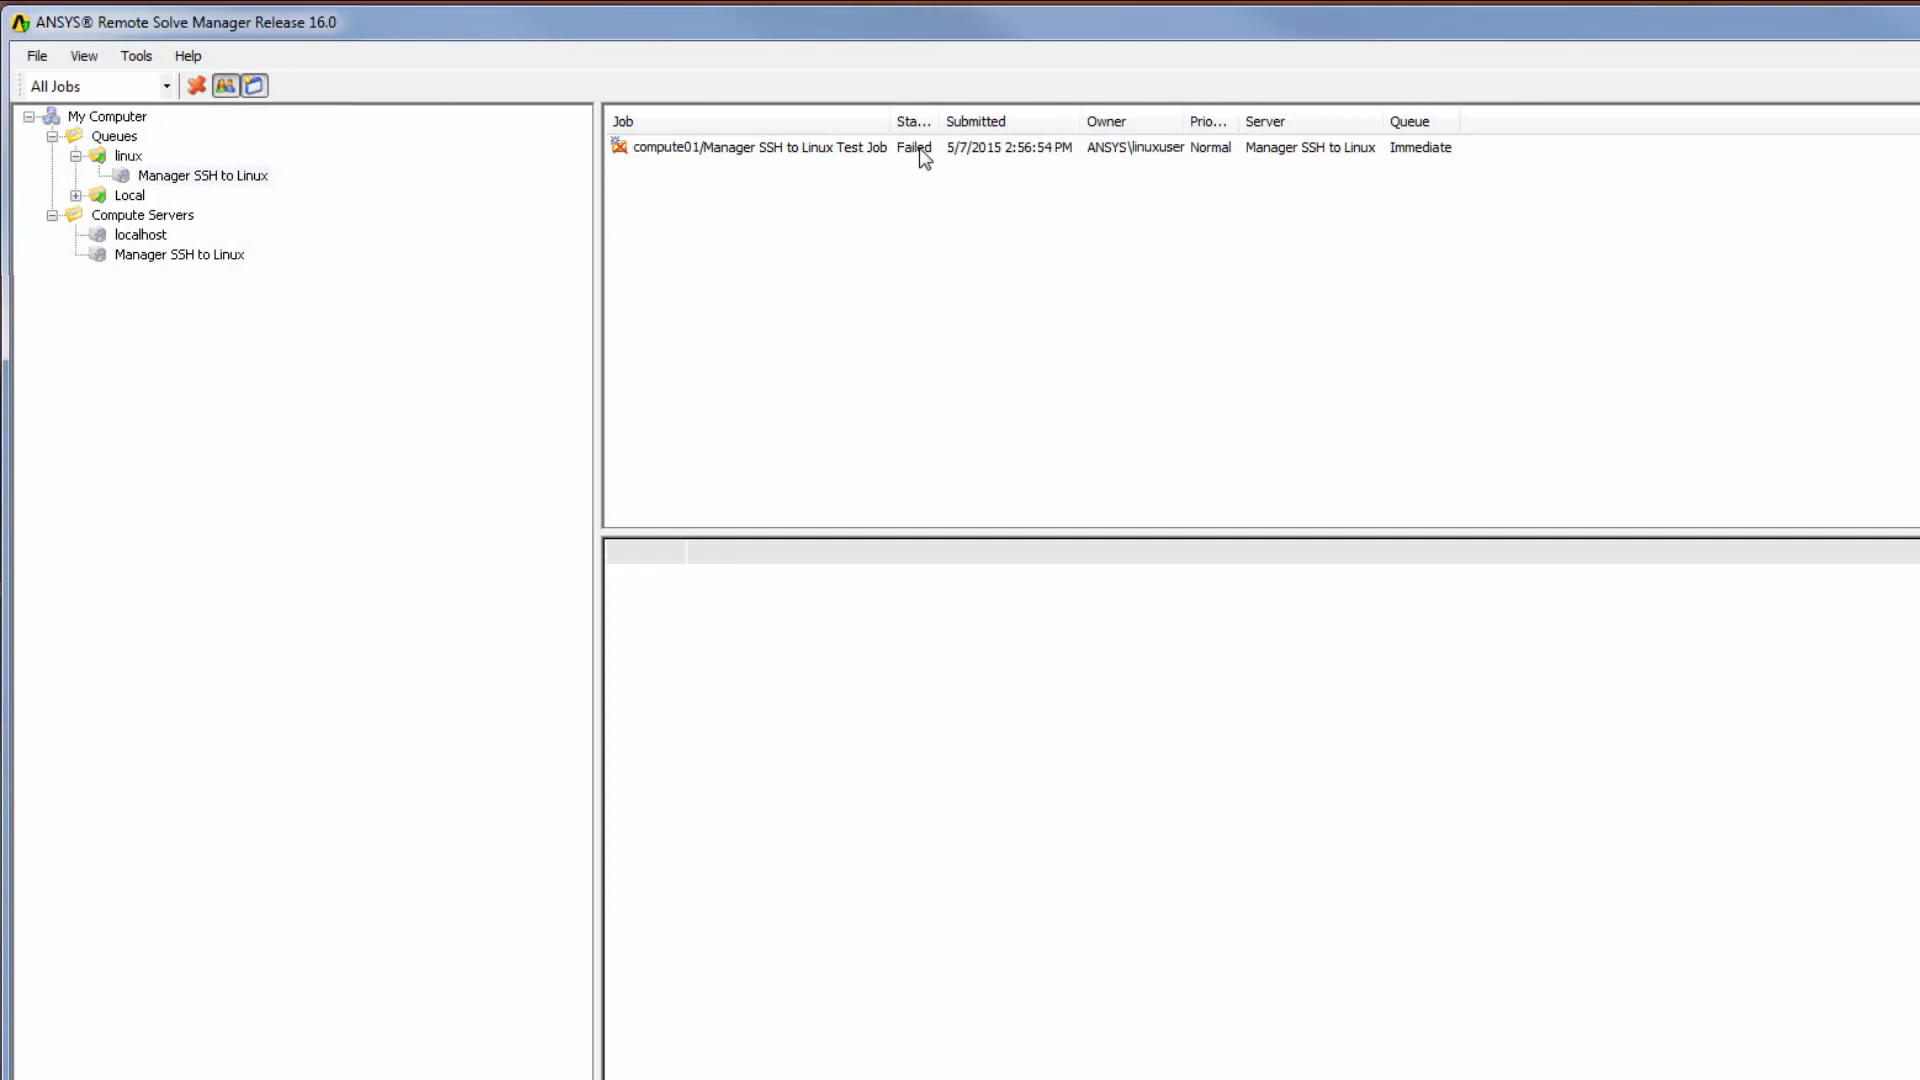 ANSYS® Remote Solve Manager Release 16.0
File View Tools Help
All Jobs
My Computer
Queues
linux
Manager SSH to Linux
Local
Compute Servers
localhost
Manager SSH to Linux
Job Sta... Submitted Owner Prio... Server Queue
compute01/Manager SSH to Linux Test Job Failed 5/7/2015 2:56:54 PM ANSYS\linuxuser Normal Manager SSH to Linux Immediate